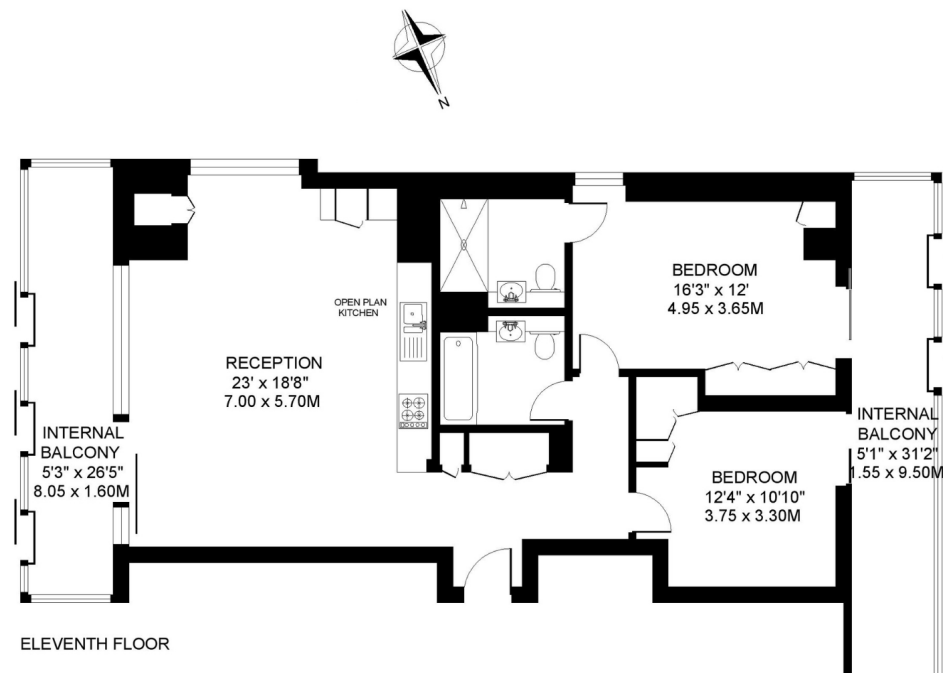 N
OPEN PLAN
KITCHEN
RECEPTION
23' x 18'8"
7.00 x 5.70M
INTERNAL
BALCONY
5'3" x 26'5"
8.05 x 1.60M
BEDROOM
16'3" x 12'
4.95 x 3.65M
BEDROOM
12'4" x 10'10"
3.75 x 3.30M
INTERNAL
BALCONY
5'1" x 31'2"
1.55 x 9.50M
ELEVENTH FLOOR